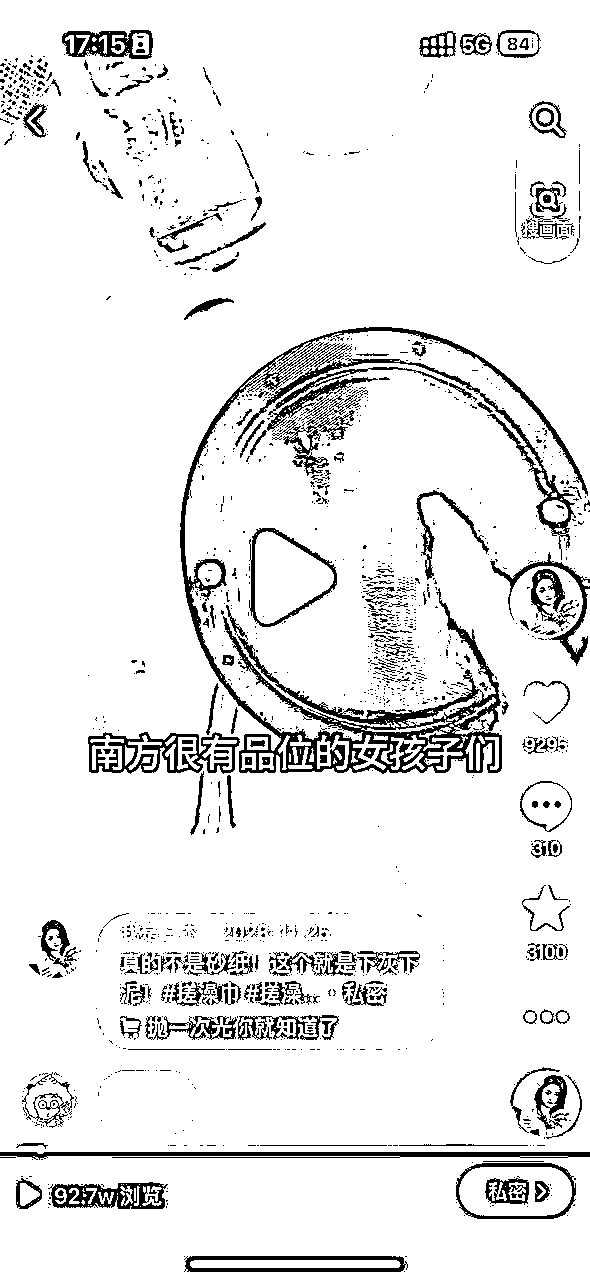 17:15
5G 84
搜画面
9295
南方很有品位的女孩子们
310
真的不是砂纸！这个就是下灰下
泥！#搓澡巾 #搓澡... · 私密
抛一次光你就知道了
3100
92.7w浏览
私密